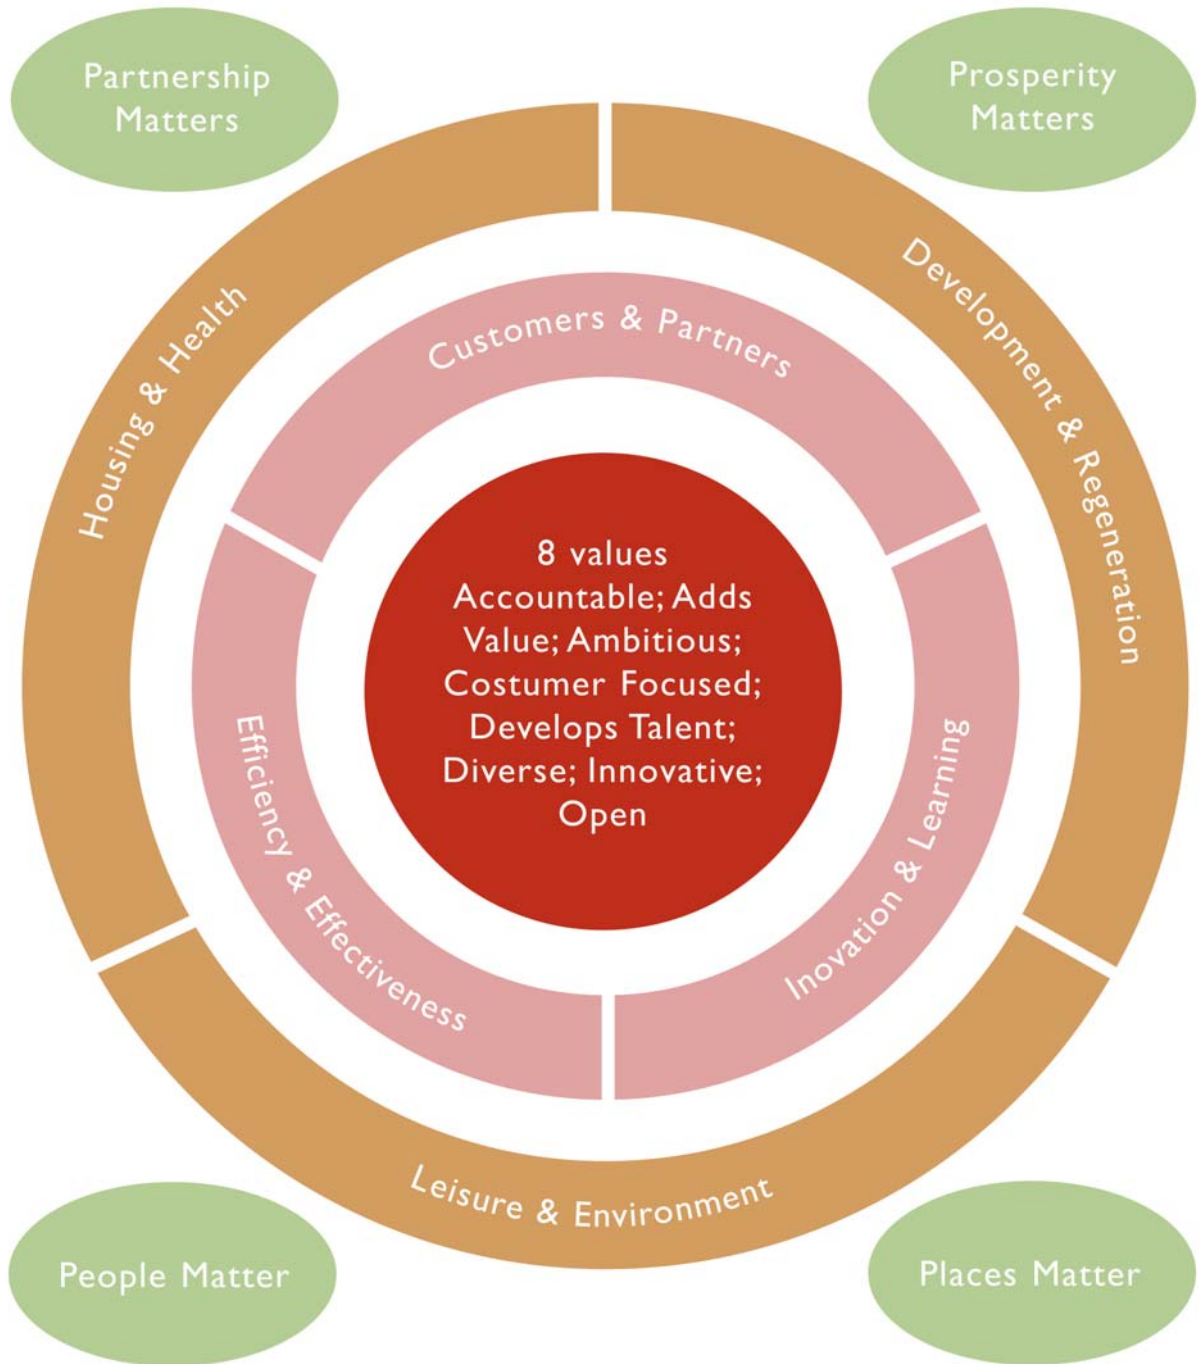 Partnership
Matters
Prosperity
Matters
Housing & Health
Development & Regeneration
Customers & Partners
8 values
Accountable; Adds
Value; Ambitious;
Costumer Focused;
Develops Talent;
Diverse; Innovative;
Open
Efficiency & Effectiveness
Inovation & Learning
Leisure & Environment
People Matter
Places Matter